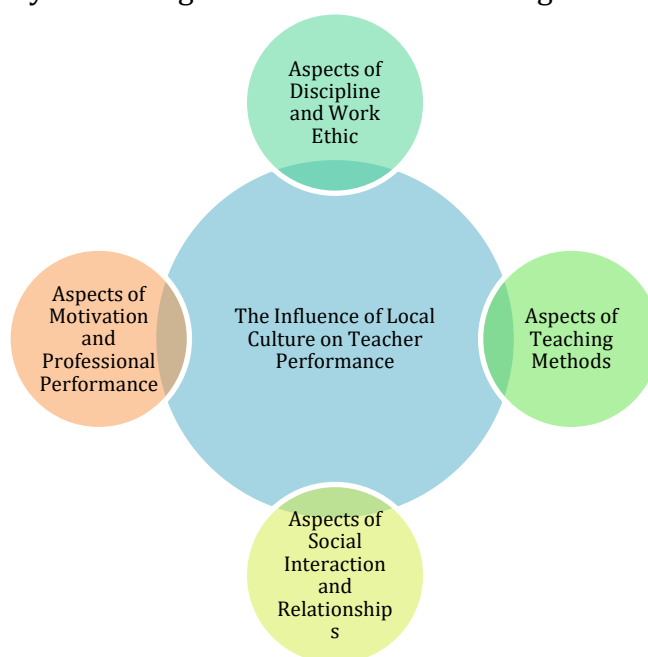 Aspects of
Discipline
and Work
Ethic
Aspects of
Motivation
and
Professional
Performance
The Influence of Local
Culture on Teacher
Performance
Aspects of
Teaching
Methods
Aspects of
Social
Interaction
and
Relationship
s